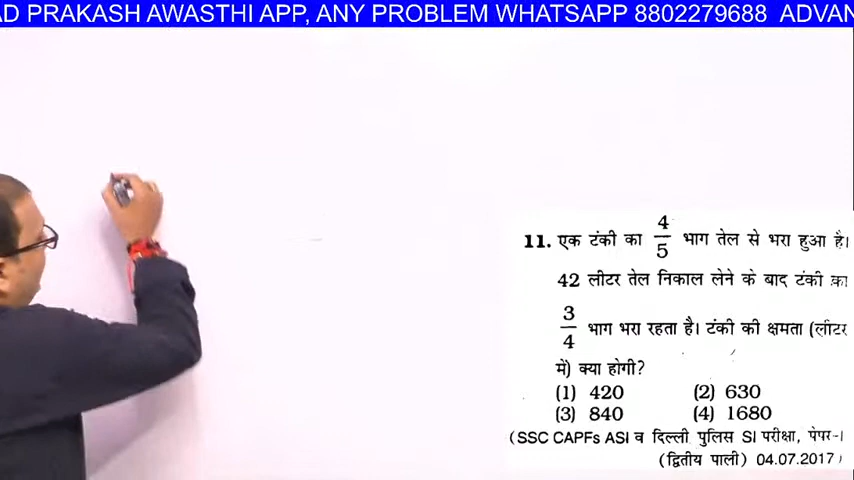 AD PRAKASH AWASTHI APP, ANY PROBLEM WHATSAPP 8802279688 ADVAN
11. एक टंकी का 4/5 भाग तेल से भरा हुआ है।
42 लीटर तेल निकाल लेने के बाद टंकी का
3/4 भाग भरा रहता है। टंकी की क्षमता (लीटर
में) क्या होगी?
(1) 420 (2) 630
(3) 840 (4) 1680
(SSC CAPFs ASI व दिल्ली पुलिस SI परीक्षा, पेपर-I
(द्वितीय पाली) 04.07.2017)